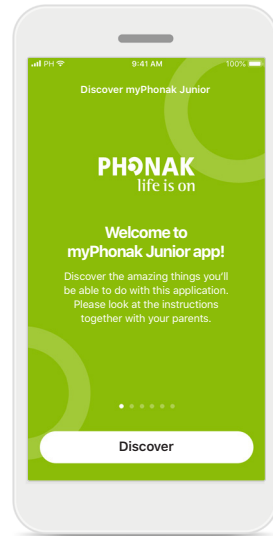 PH 9:41 AM 100%
Discover myPhonak Junior
PHONAK
life is on
Welcome to
myPhonak Junior app!
Discover the amazing things you'll
be able to do with this application.
Please look at the instructions
together with your parents.
Discover